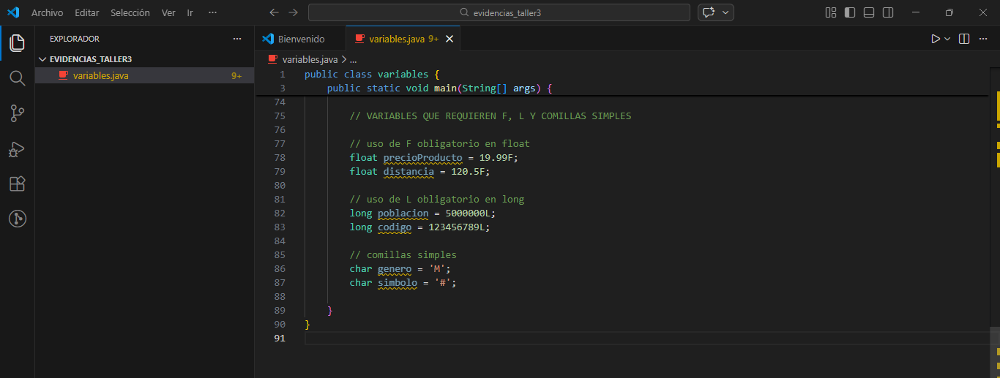 Archivo Editar Selección Ver Ir ··· evidencias_taller3
EXPLORADOR ···
EVIDENCIAS_TALLER3
variables.java 9+
Bienvenido variables.java 9+
variables.java > ...
1 public class variables {
3 public static void main(String[] args) {
74
75 // VARIABLES QUE REQUIEREN F, L Y COMILLAS SIMPLES
76
77 // uso de F obligatorio en float
78 float precioProducto = 19.99F;
79 float distancia = 120.5F;
80
81 // uso de L obligatorio en long
82 long poblacion = 5000000L;
83 long codigo = 123456789L;
84
85 // comillas simples
86 char genero = 'M';
87 char simbolo = '#';
88
89 }
90 }
91